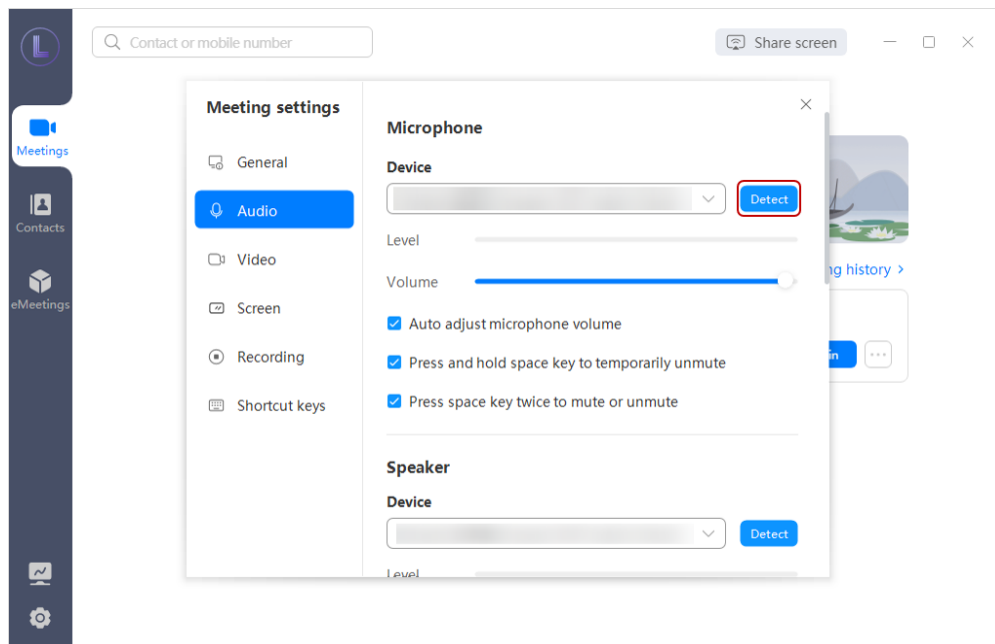 L
Contact or mobile number
Share screen
Meetings
Contacts
eMeetings
Meeting settings
General
Audio
Video
Screen
Recording
Shortcut keys
Microphone
Device
Detect
Level
Volume
Auto adjust microphone volume
Press and hold space key to temporarily unmute
Press space key twice to mute or unmute
Speaker
Device
Detect
Level
history